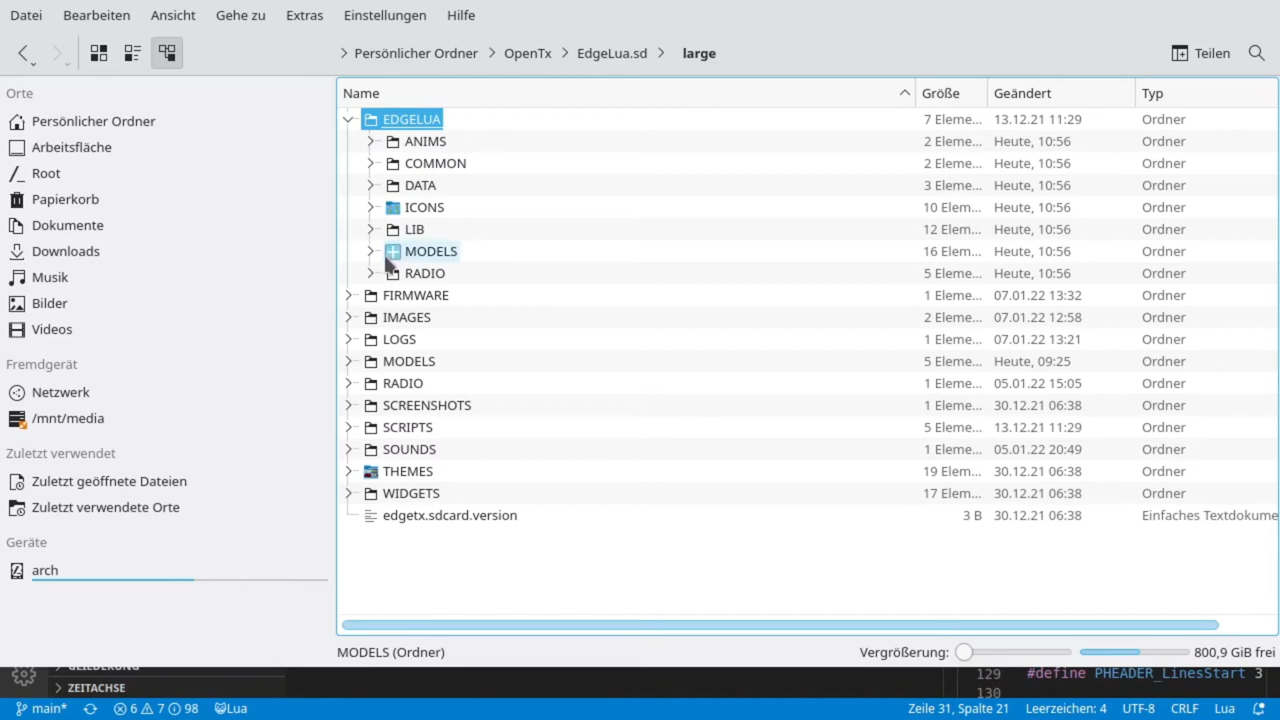 Datei Bearbeiten Ansicht Gehe zu Extras Einstellungen Hilfe
Persönlicher Ordner OpenTx EdgeLua.sd large Teilen
Orte
Persönlicher Ordner
Arbeitsfläche
Root
Papierkorb
Dokumente
Downloads
Musik
Bilder
Videos
Fremdgerät
Netzwerk
/mnt/media
Zuletzt verwendet
Zuletzt geöffnete Dateien
Zuletzt verwendete Orte
Geräte
arch
Name Größe Geändert Typ
EDGELUA 7 Eleme... 13.12.21 11:29 Ordner
ANIMS 2 Eleme... Heute, 10:56 Ordner
COMMON 2 Eleme... Heute, 10:56 Ordner
DATA 3 Eleme... Heute, 10:56 Ordner
ICONS 10 Elem... Heute, 10:56 Ordner
LIB 12 Elem... Heute, 10:56 Ordner
MODELS 16 Elem... Heute, 10:56 Ordner
RADIO 5 Elem... Heute, 10:56 Ordner
FIRMWARE 1 Eleme... 07.01.22 13:32 Ordner
IMAGES 2 Eleme... 07.01.22 12:58 Ordner
LOGS 1 Eleme... 07.01.22 13:21 Ordner
MODELS 5 Eleme... Heute, 09:25 Ordner
RADIO 1 Eleme... 05.01.22 15:05 Ordner
SCREENSHOTS 1 Eleme... 30.12.21 06:38 Ordner
SCRIPTS 5 Eleme... 13.12.21 11:29 Ordner
SOUNDS 1 Eleme... 05.01.22 20:49 Ordner
THEMES 19 Elem... 30.12.21 06:38 Ordner
WIDGETS 17 Elem... 30.12.21 06:38 Ordner
edgetx.sdcard.version 3 B 30.12.21 06:38 Einfaches Textdokume
MODELS (Ordner) Vergrößerung: 800,9 GiB frei
GLIEDERUNG
ZEITACHSE
129 #define PHEADER_LinesStart 3
130
main* 6 7 98 Lua Zeile 31, Spalte 21 Leerzeichen: 4 UTF-8 CRLF Lua